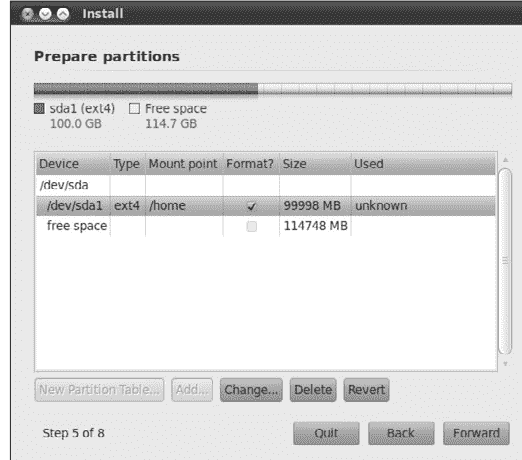 Install
Prepare partitions
sda1 (ext4) Free space
100.0 GB 114.7 GB
Device Type Mount point Format? Size Used
/dev/sda
/dev/sda1 ext4 /home 99998 MB unknown
free space 114748 MB
New Partition Table... Add... Change... Delete Revert
Step 5 of 8 Quit Back Forward